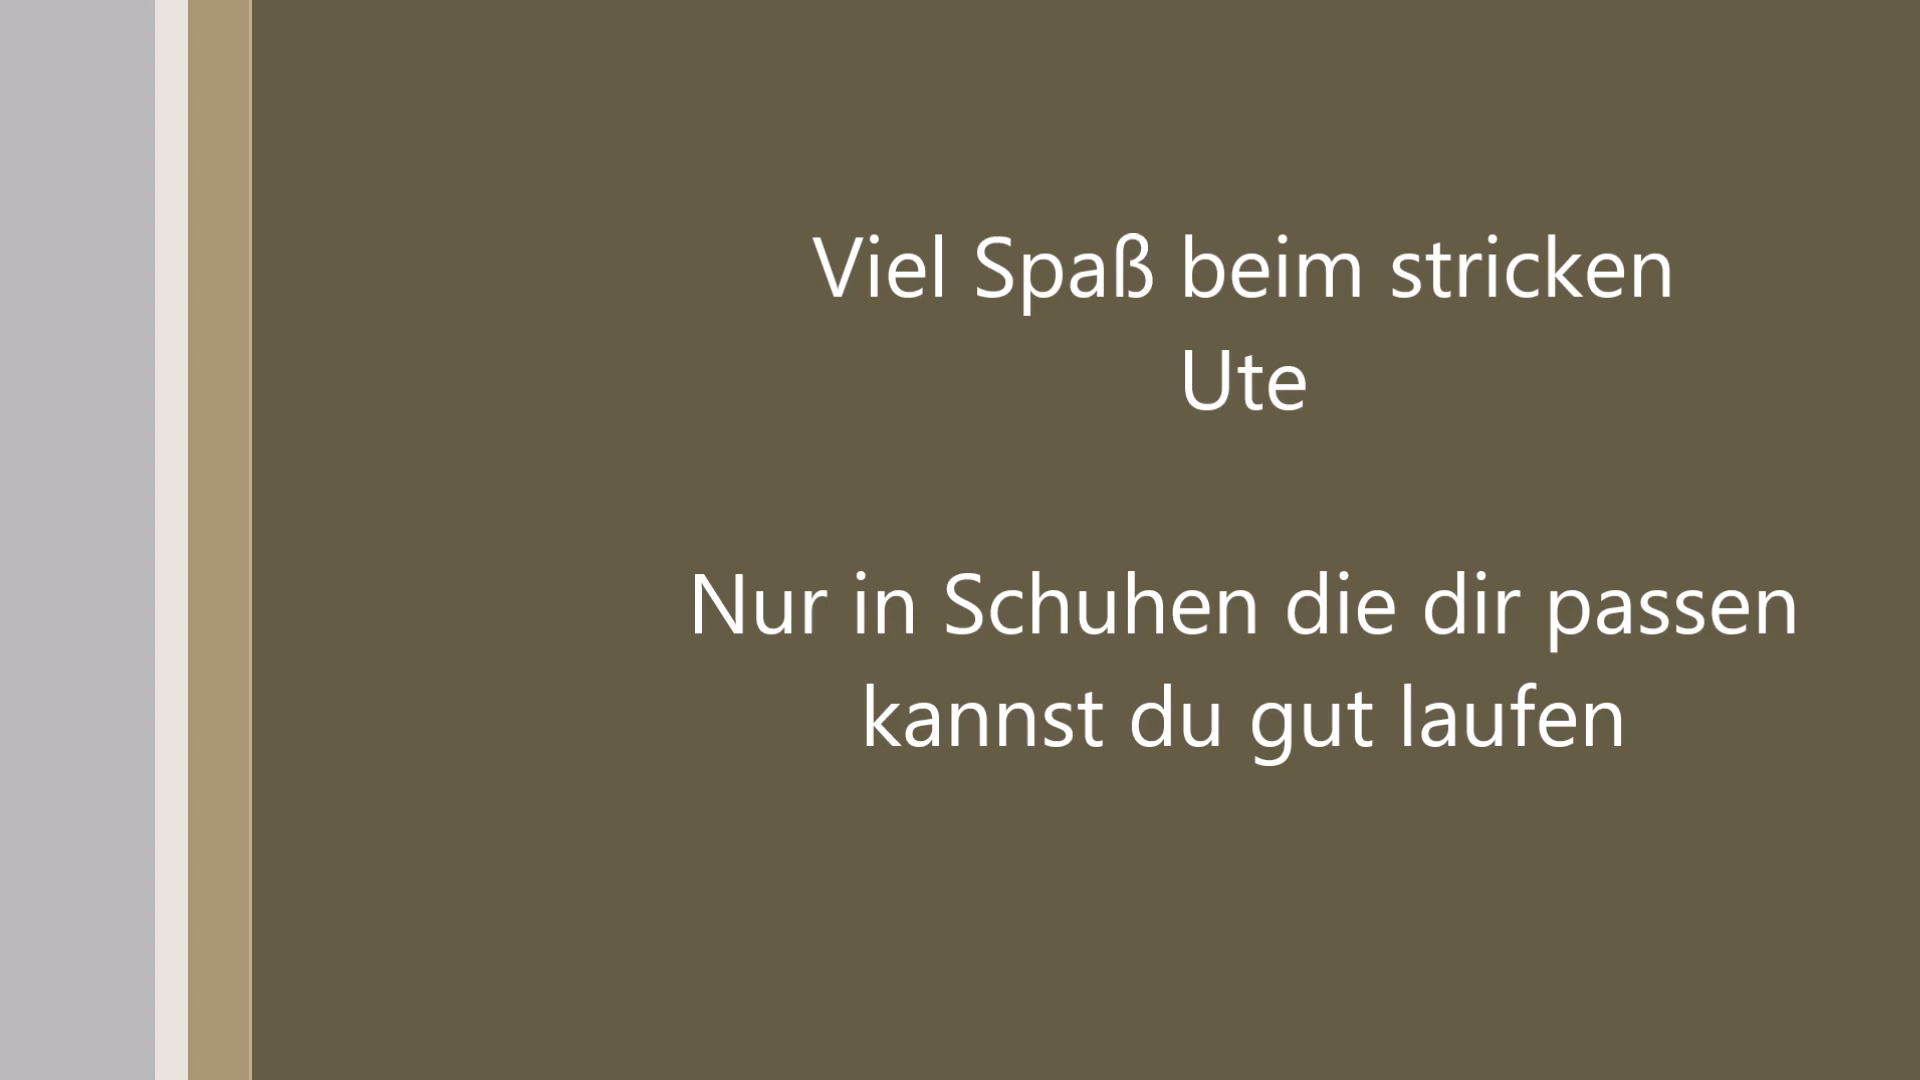 Viel Spaß beim stricken
Ute
Nur in Schuhen die dir passen
kannst du gut laufen